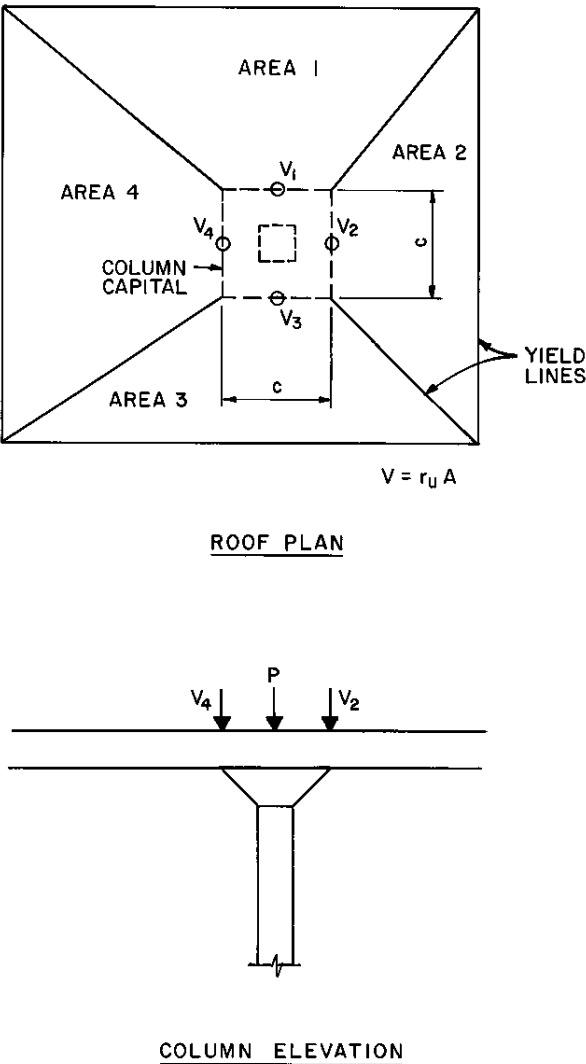 AREA 1
AREA 2
V₁
AREA 4
V₄
V₂
c
COLUMN
CAPITAL
V₃
YIELD
LINES
c
AREA 3
V = rᵤ A
ROOF PLAN
P
V₄
V₂
COLUMN ELEVATION